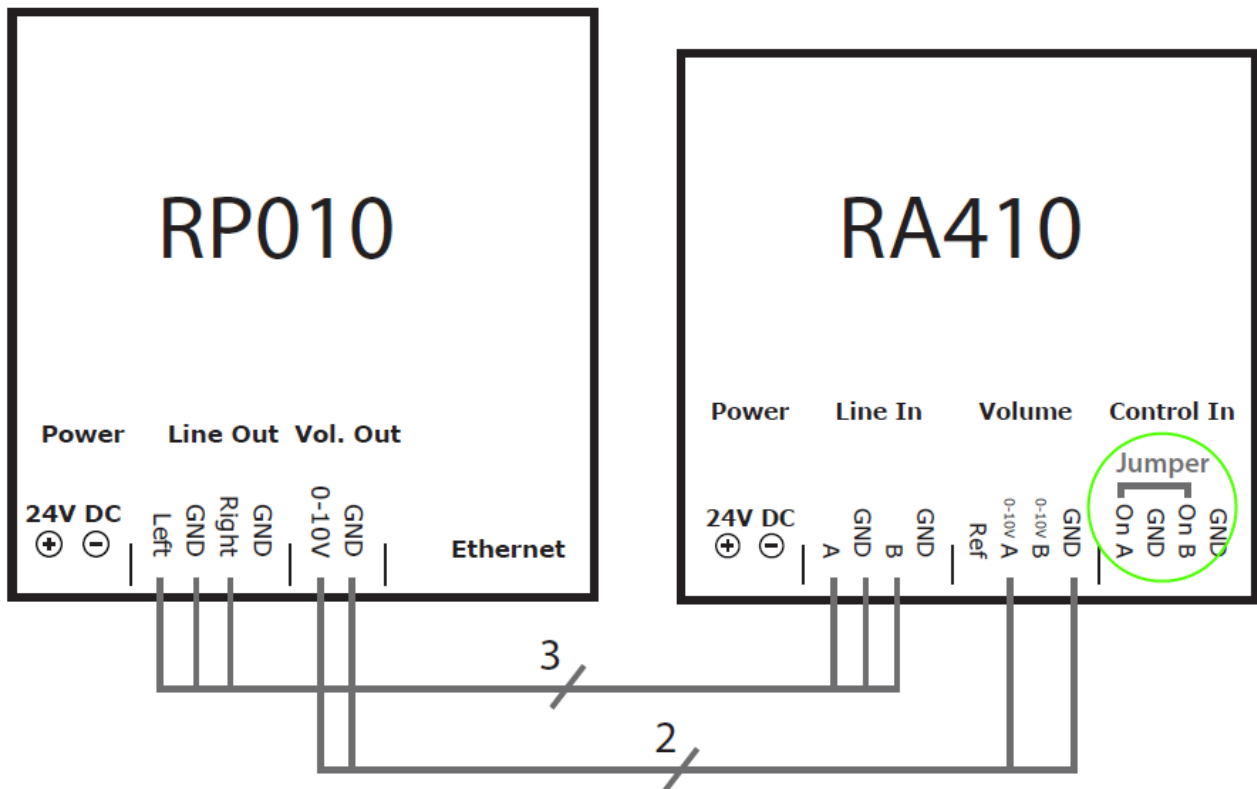 RP010
Power Line Out Vol. Out
24V DC
+ -
Left
GND
Right
GND
0-10V
GND
Ethernet
RA410
Power Line In Volume Control In
Jumper
24V DC
+ -
A
GND
B
GND
Ref
0-10V A
0-10V B
GND
On A
GND
On B
GND
3
2